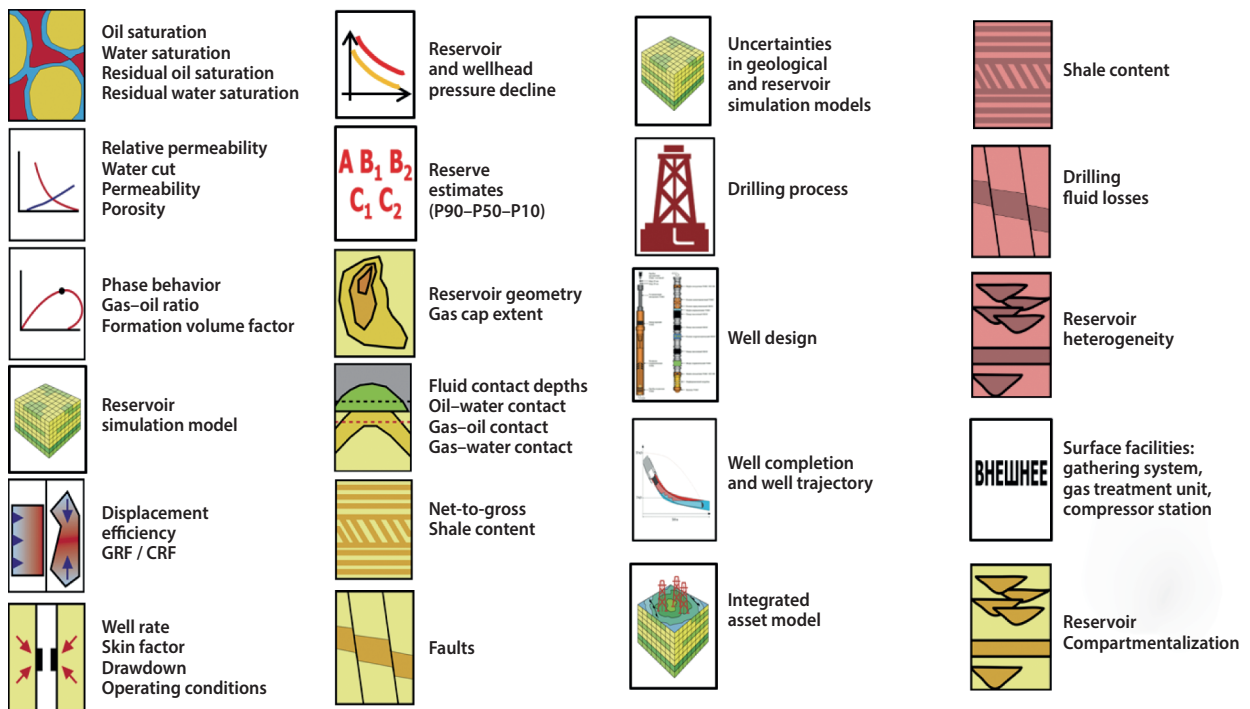 Oil saturation
Water saturation
Residual oil saturation
Residual water saturation
Relative permeability
Water cut
Permeability
Porosity
Phase behavior
Gas–oil ratio
Formation volume factor
Reservoir
simulation model
Displacement
efficiency
GRF / CRF
Well rate
Skin factor
Drawdown
Operating conditions
Reservoir
and wellhead
pressure decline
A B₁ B₂
C₁ C₂
Reserve
estimates
(P90–P50–P10)
Reservoir geometry
Gas cap extent
Fluid contact depths
Oil–water contact
Gas–oil contact
Gas–water contact
Net-to-gross
Shale content
Faults
Uncertainties
in geological
and reservoir
simulation models
Drilling process
Well design
Well completion
and well trajectory
Integrated
asset model
Shale content
Drilling
fluid losses
Reservoir
heterogeneity
ВНЕШНЕЕ
Surface facilities:
gathering system,
gas treatment unit,
compressor station
Reservoir
Compartmentalization